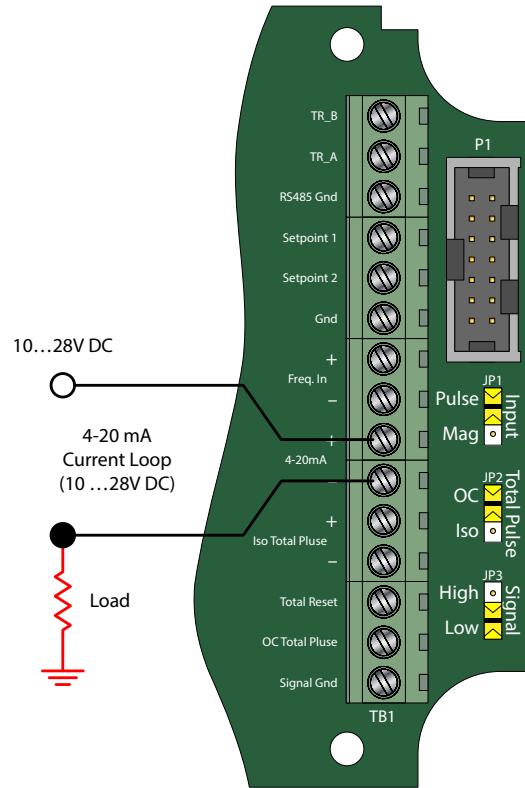 TR_B
TR_A
RS485 Gnd
Setpoint 1
Setpoint 2
Gnd
+
Freq. In
–
+
4-20mA
–
+
Iso Total Pluse
–
Total Reset
OC Total Pluse
Signal Gnd
TB1
P1
10…28V DC
4-20 mA
Current Loop
(10 …28V DC)
Load
JP1
Pulse
Mag
Input
JP2
OC
Iso
Total Pulse
JP3
High
Low
Signal